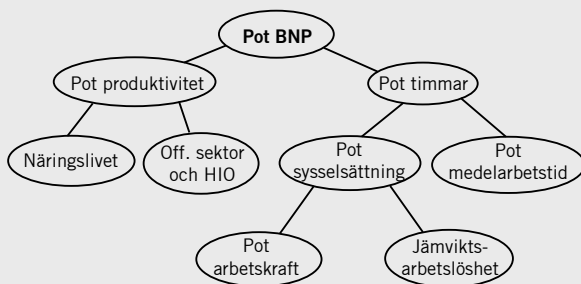 Pot BNP
Pot produktivitet
Pot timmar
Näringslivet
Off. sektor
och HIO
Pot
sysselsättning
Pot
medelarbetstid
Pot
arbetskraft
Jämvikts-
arbetslöshet